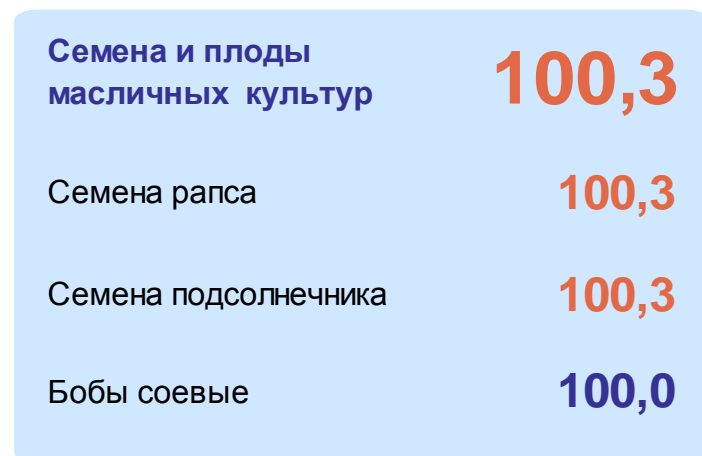 Семена и плоды
масличных культур 100,3
Семена рапса 100,3
Семена подсолнечника 100,3
Бобы соевые 100,0